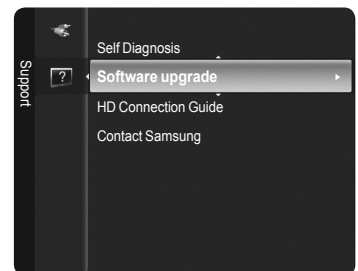 Support
Self Diagnosis
Software upgrade
HD Connection Guide
Contact Samsung